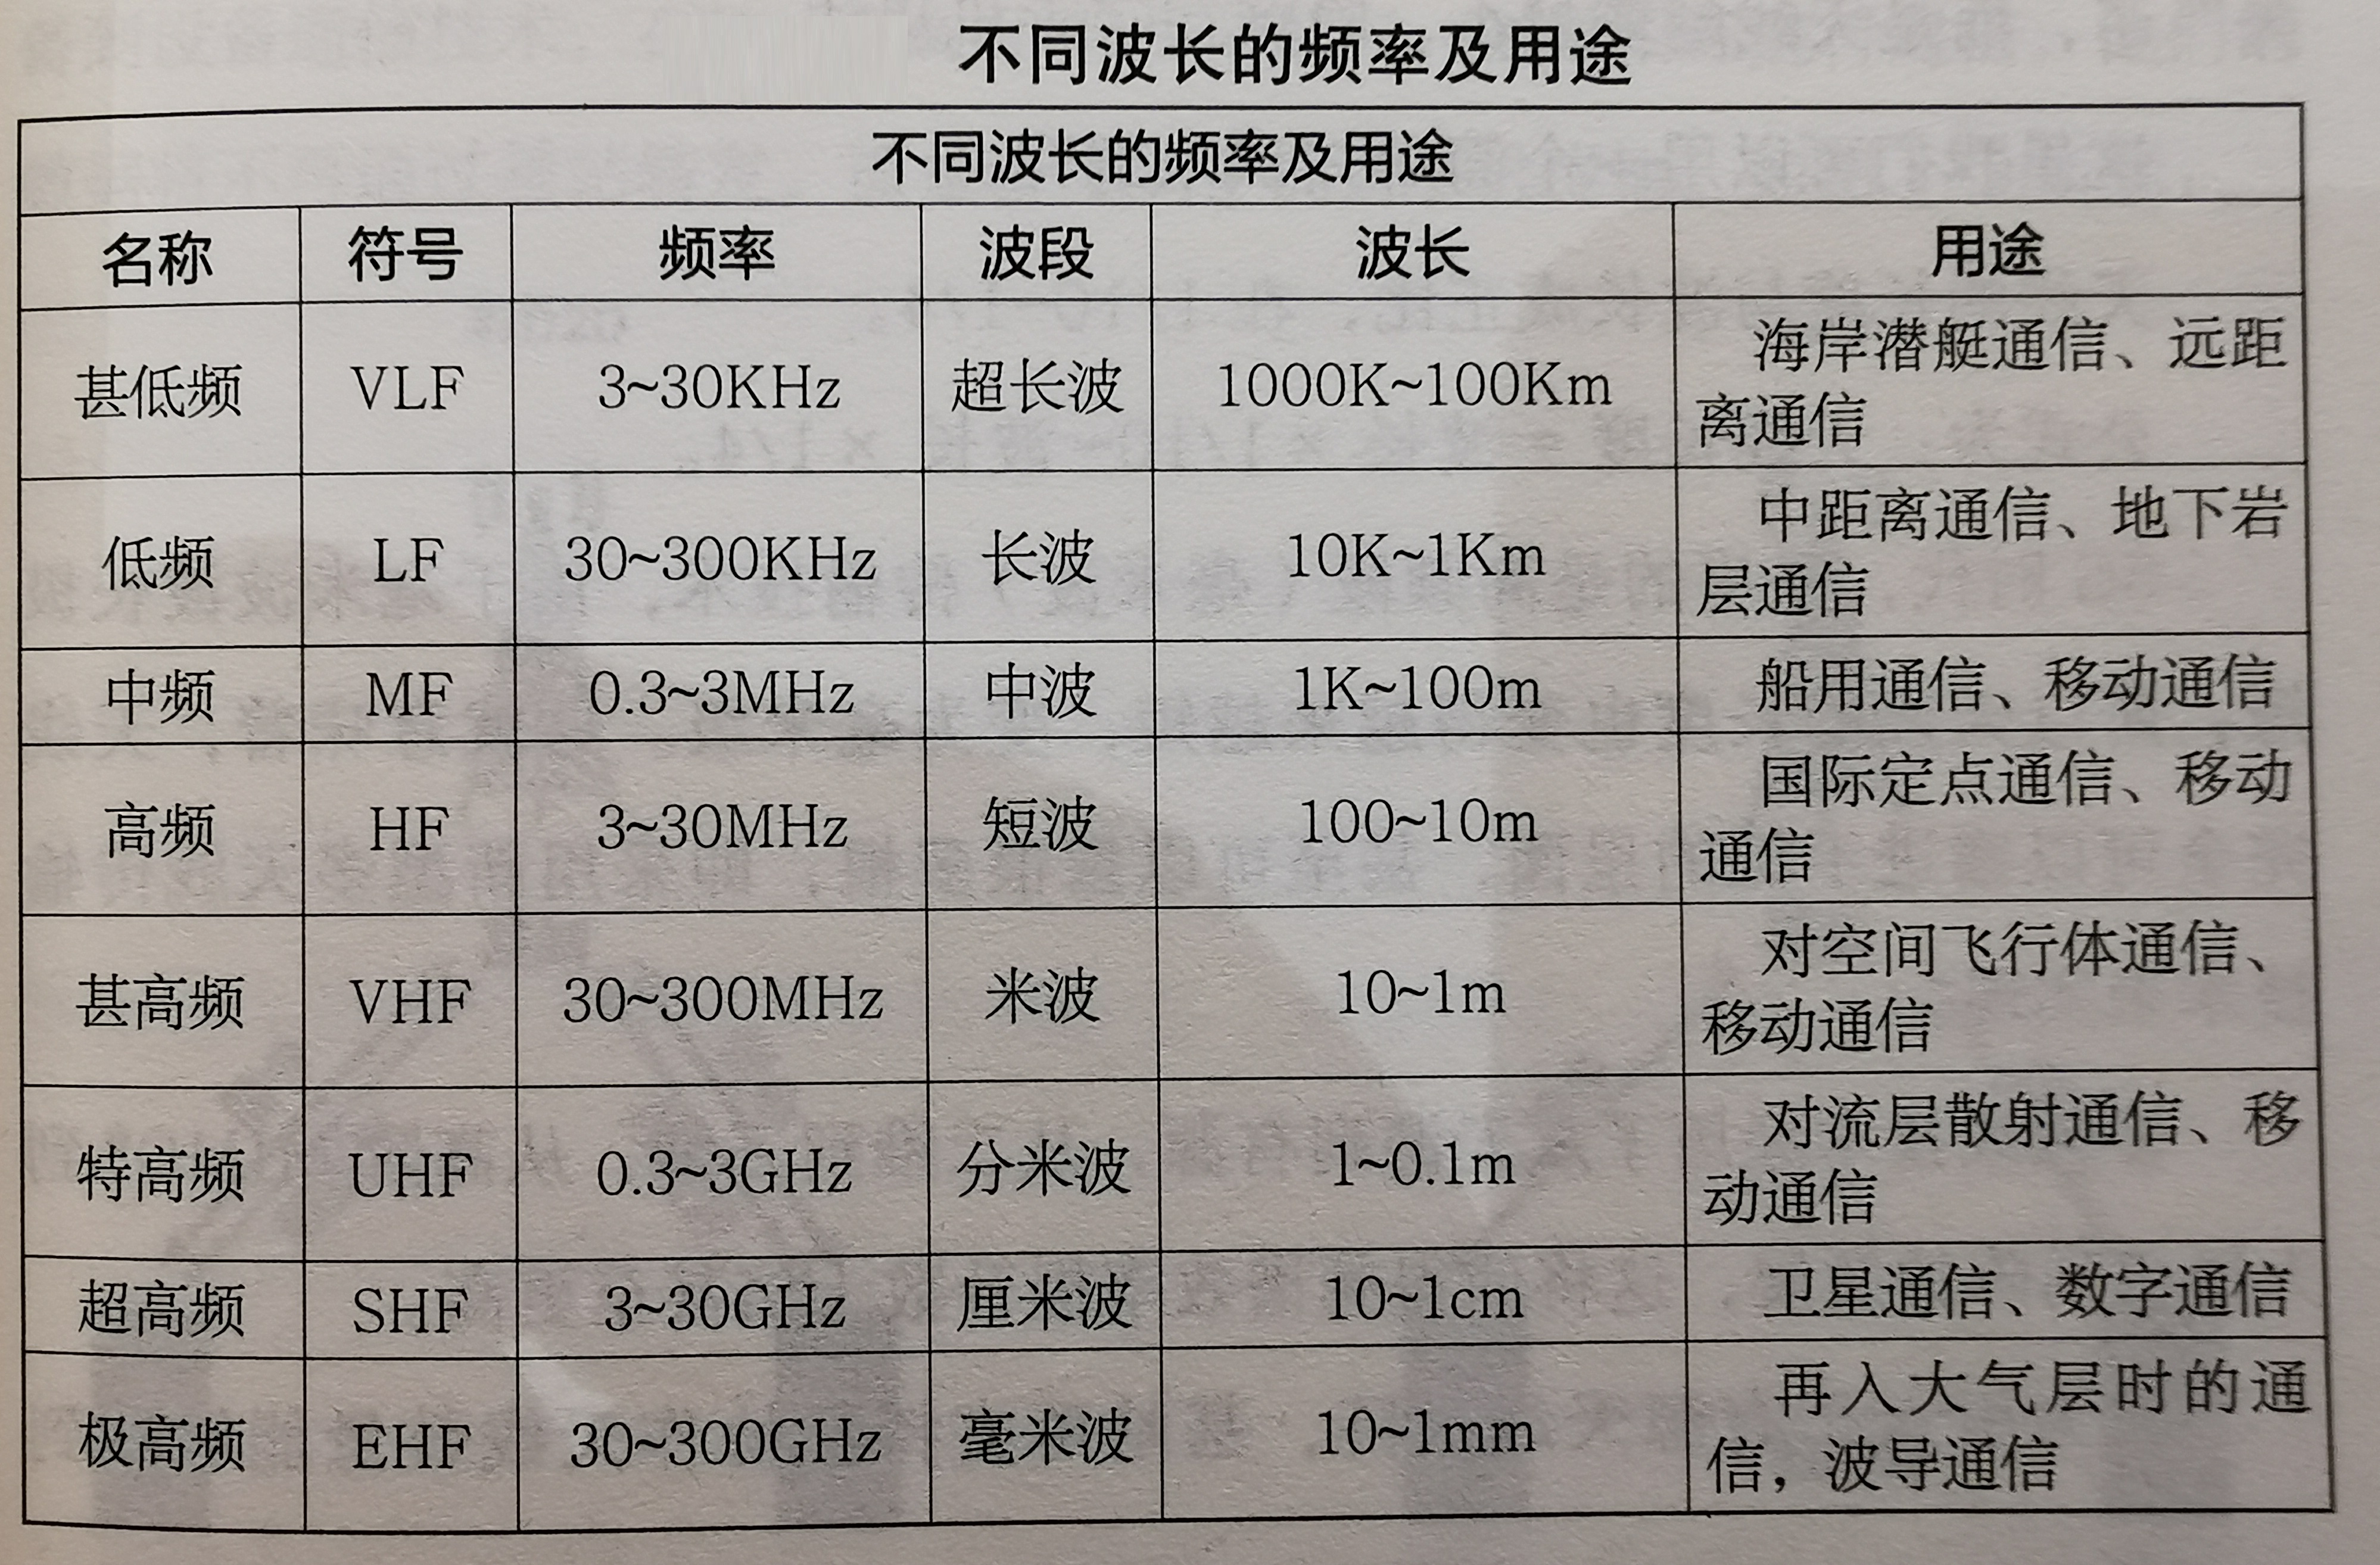 不同波长的频率及用途
不同波长的频率及用途
名称 符号 频率 波段 波长 用途
甚低频 VLF 3~30KHz 超长波 1000K~100Km 海岸潜艇通信、远距
离通信
低频 LF 30~300KHz 长波 10K~1Km 中距离通信、地下岩
层通信
中频 MF 0.3~3MHz 中波 1K~100m 船用通信、移动通信
高频 HF 3~30MHz 短波 100~10m 国际定点通信、移动
通信
甚高频 VHF 30~300MHz 米波 10~1m 对空间飞行体通信、
移动通信
特高频 UHF 0.3~3GHz 分米波 1~0.1m 对流层散射通信、移
动通信
超高频 SHF 3~30GHz 厘米波 10~1cm 卫星通信、数字通信
极高频 EHF 30~300GHz 毫米波 10~1mm 再入大气层时的通
信，波导通信